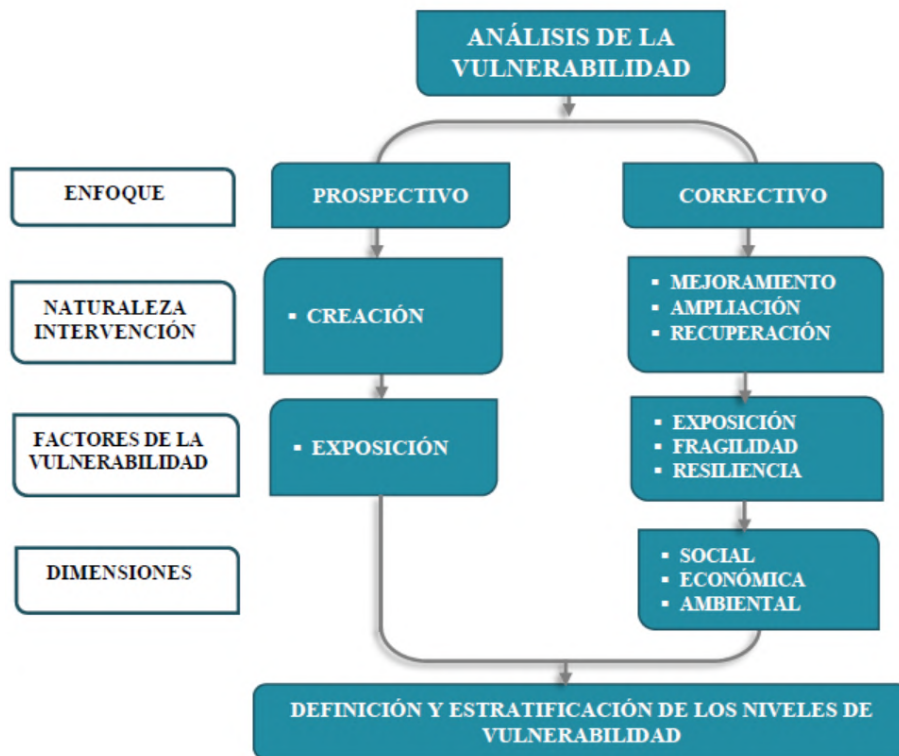 ANÁLISIS DE LA
VULNERABILIDAD
ENFOQUE
PROSPECTIVO
CORRECTIVO
NATURALEZA
INTERVENCIÓN
▪ CREACIÓN
▪ MEJORAMIENTO
▪ AMPLIACIÓN
▪ RECUPERACIÓN
FACTORES DE LA
VULNERABILIDAD
▪ EXPOSICIÓN
▪ EXPOSICIÓN
▪ FRAGILIDAD
▪ RESILIENCIA
DIMENSIONES
▪ SOCIAL
▪ ECONÓMICA
▪ AMBIENTAL
DEFINICIÓN Y ESTRATIFICACIÓN DE LOS NIVELES DE
VULNERABILIDAD